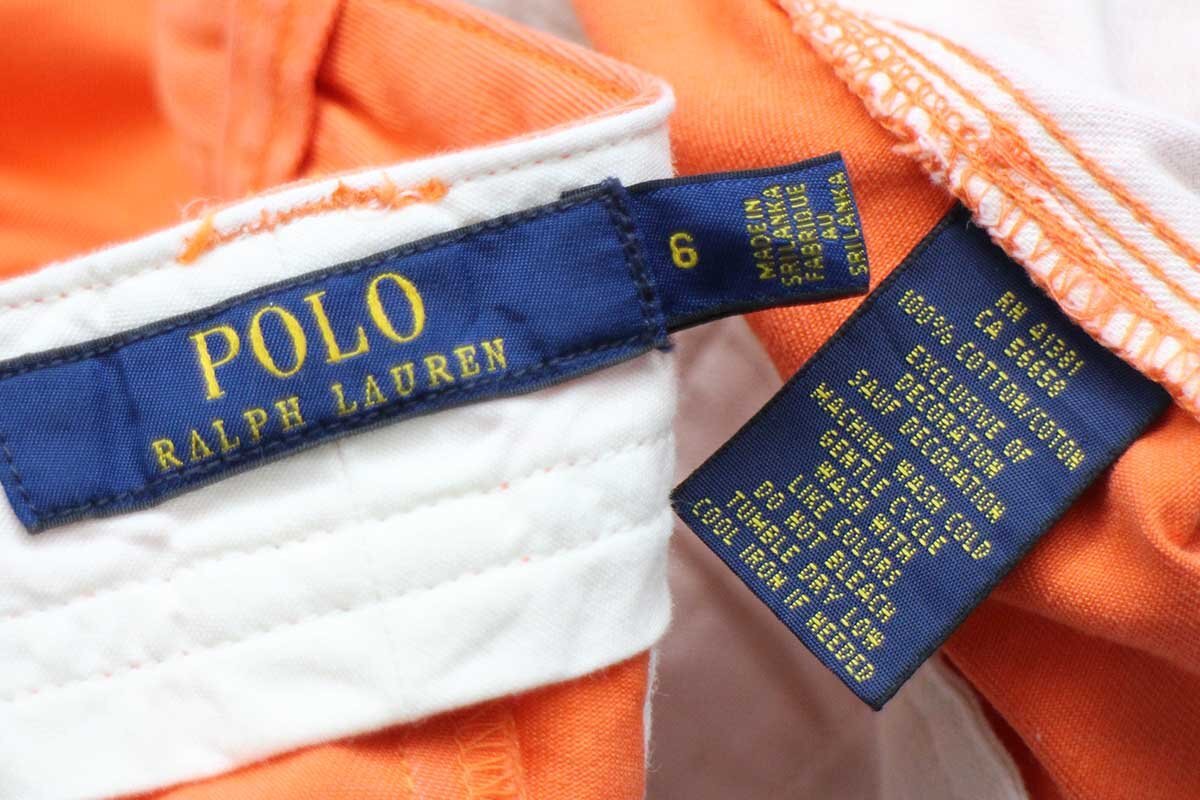 POLO
RALPH LAUREN
6
MADE IN
SRI LANKA
FABRIQUE
AU
SRI LANKA
RN 41381
CA 56650
100% COTTON/COTON
EXCLUSIVE OF
DECORATION
SAUF DECORATION
MACHINE WASH COLD
GENTLE CYCLE
WASH WITH
LIKE COLORS
DO NOT BLEACH
TUMBLE DRY LOW
COOL IRON IF NEEDED